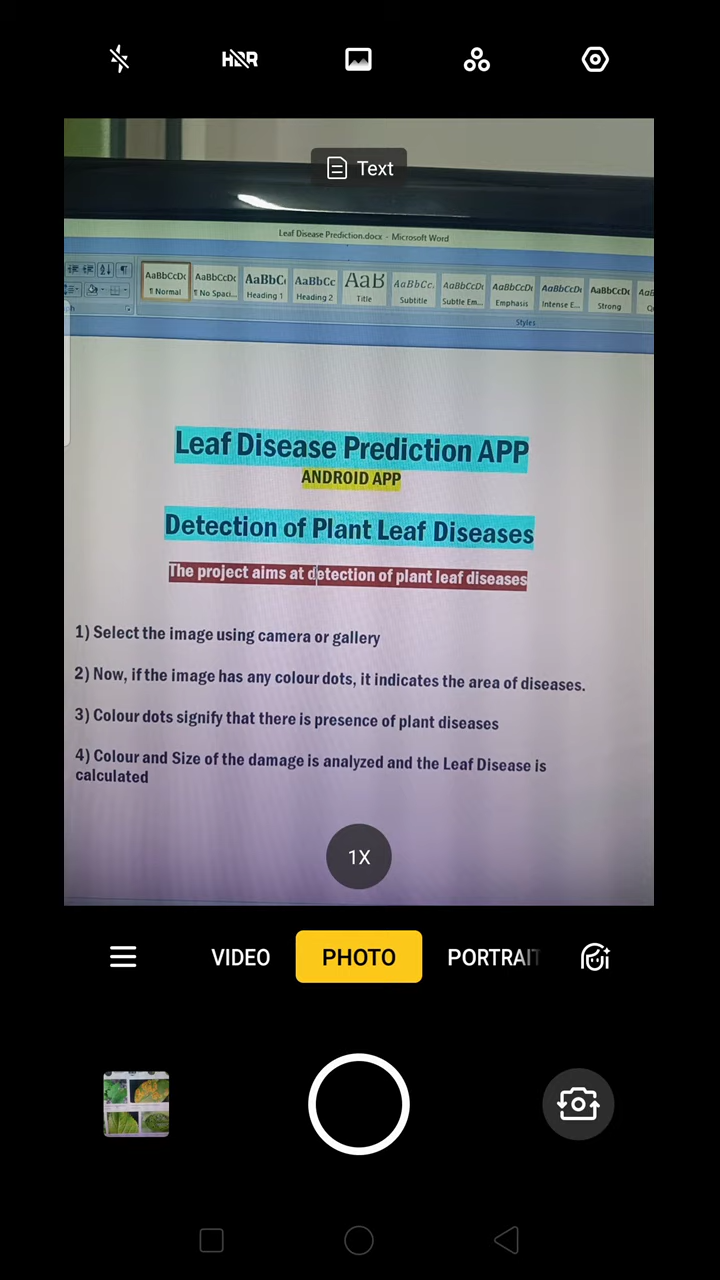 HDR
Text
Leaf Disease Prediction.docx - Microsoft Word
AaBbCcDc AaBbCcDc AaBbC AaBbCc AaB AaBbCc. AaBbCcDc AaBbCcDc AaBbCcDc AaBbCcDc
¶ Normal ¶ No Spaci... Heading 1 Heading 2 Title Subtitle Subtle Em... Emphasis Intense E... Strong
Styles
Leaf Disease Prediction APP
ANDROID APP
Detection of Plant Leaf Diseases
The project aims at detection of plant leaf diseases
1) Select the image using camera or gallery
2) Now, if the image has any colour dots, it indicates the area of diseases.
3) Colour dots signify that there is presence of plant diseases
4) Colour and Size of the damage is analyzed and the Leaf Disease is
calculated
1X
VIDEO PHOTO PORTRAIT